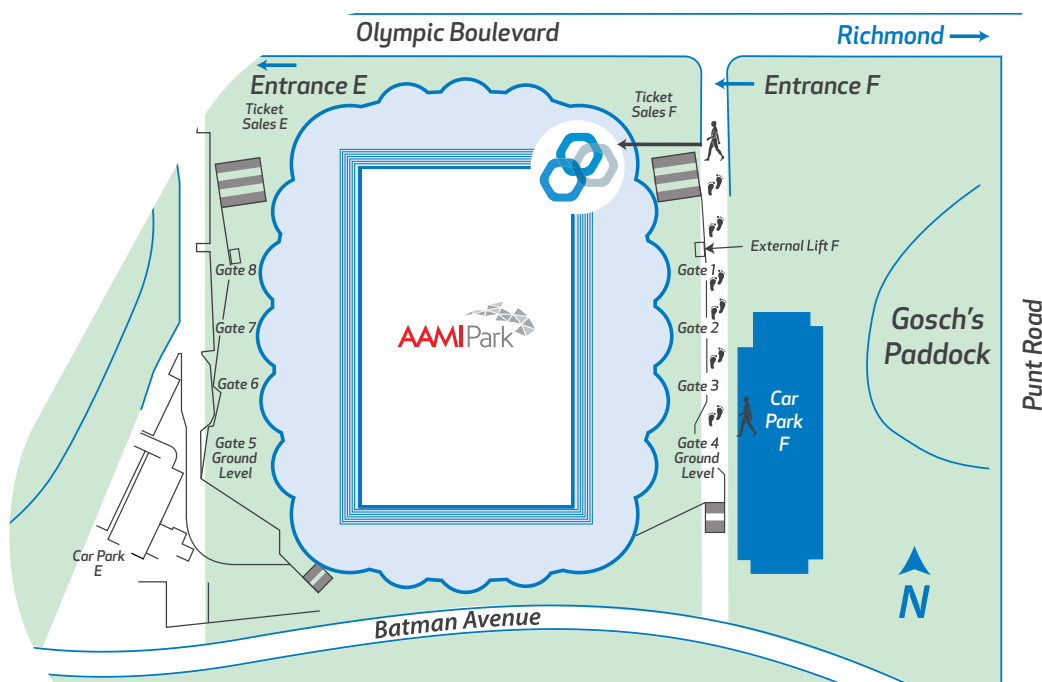 Olympic Boulevard
Richmond
Entrance E
Entrance F
Ticket
Sales E
Ticket
Sales F
External Lift F
Gate 8
Gate 1
Gate 7
Gate 2
AAMI Park
Gosch's
Paddock
Punt Road
Gate 6
Gate 3
Car
Park
F
Gate 5
Ground
Level
Gate 4
Ground
Level
Car Park
E
N
Batman Avenue